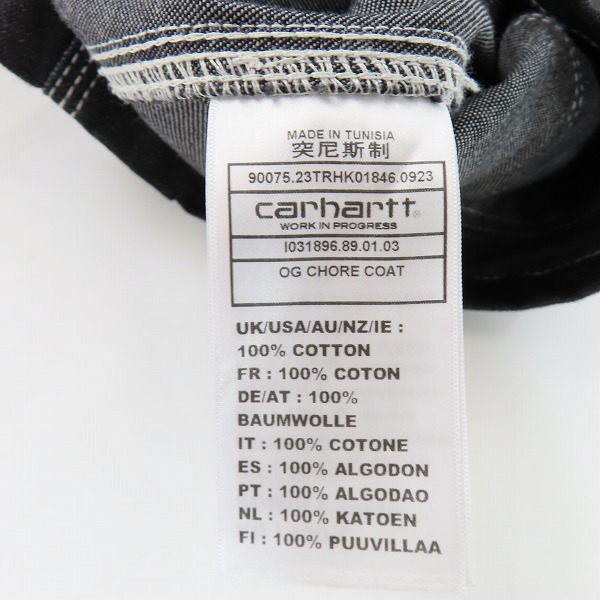 MADE IN TUNISIA
突尼斯制
90075.23TRHK01846.0923
carhartt®
WORK IN PROGRESS
I031896.89.01.03
OG CHORE COAT
UK/USA/AU/NZ/IE :
100% COTTON
FR : 100% COTON
DE/AT : 100%
BAUMWOLLE
IT : 100% COTONE
ES : 100% ALGODON
PT : 100% ALGODAO
NL : 100% KATOEN
FI : 100% PUUVILLAA